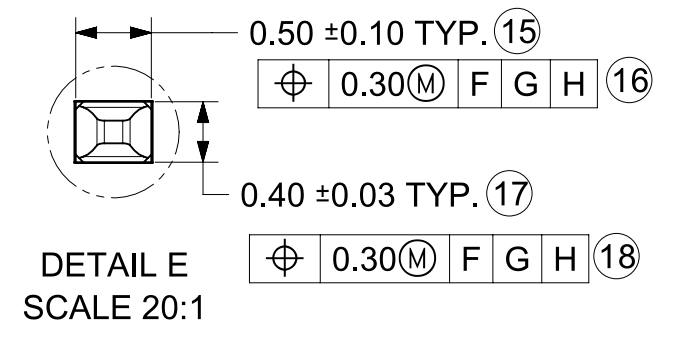 0.50 ±0.10 TYP. 15
⌖ 0.30Ⓜ F G H 16
0.40 ±0.03 TYP. 17
⌖ 0.30Ⓜ F G H 18
DETAIL E
SCALE 20:1